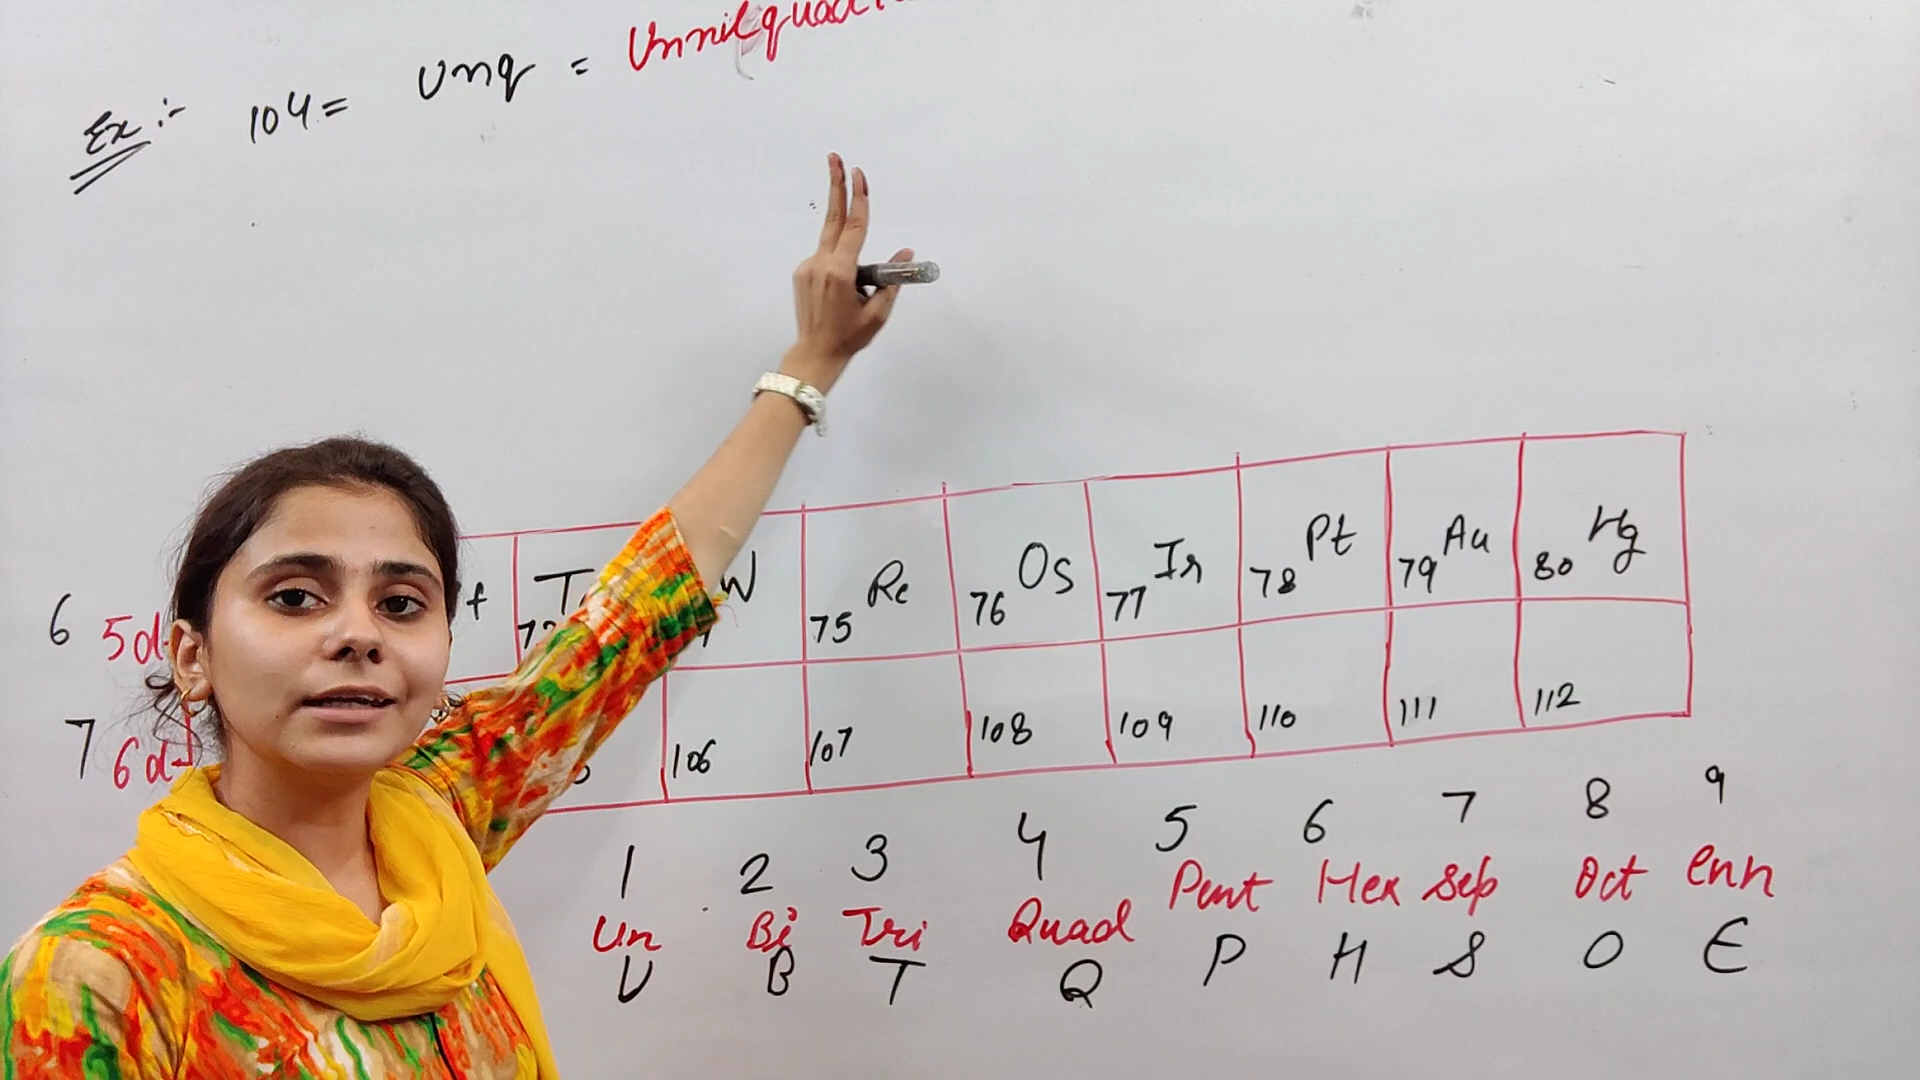 Ex:- 104 = Unq = Unnilquad
6 5d 75 Re 76 Os 77 Ir 78 Pt 79 Au 80 Hg
7 6d 106 107 108 109 110 111 112
1 2 3 4 5 6 7 8 9
Un Bi Tri Quad Pent Hex Sep Oct enn
U B T Q P H S O E